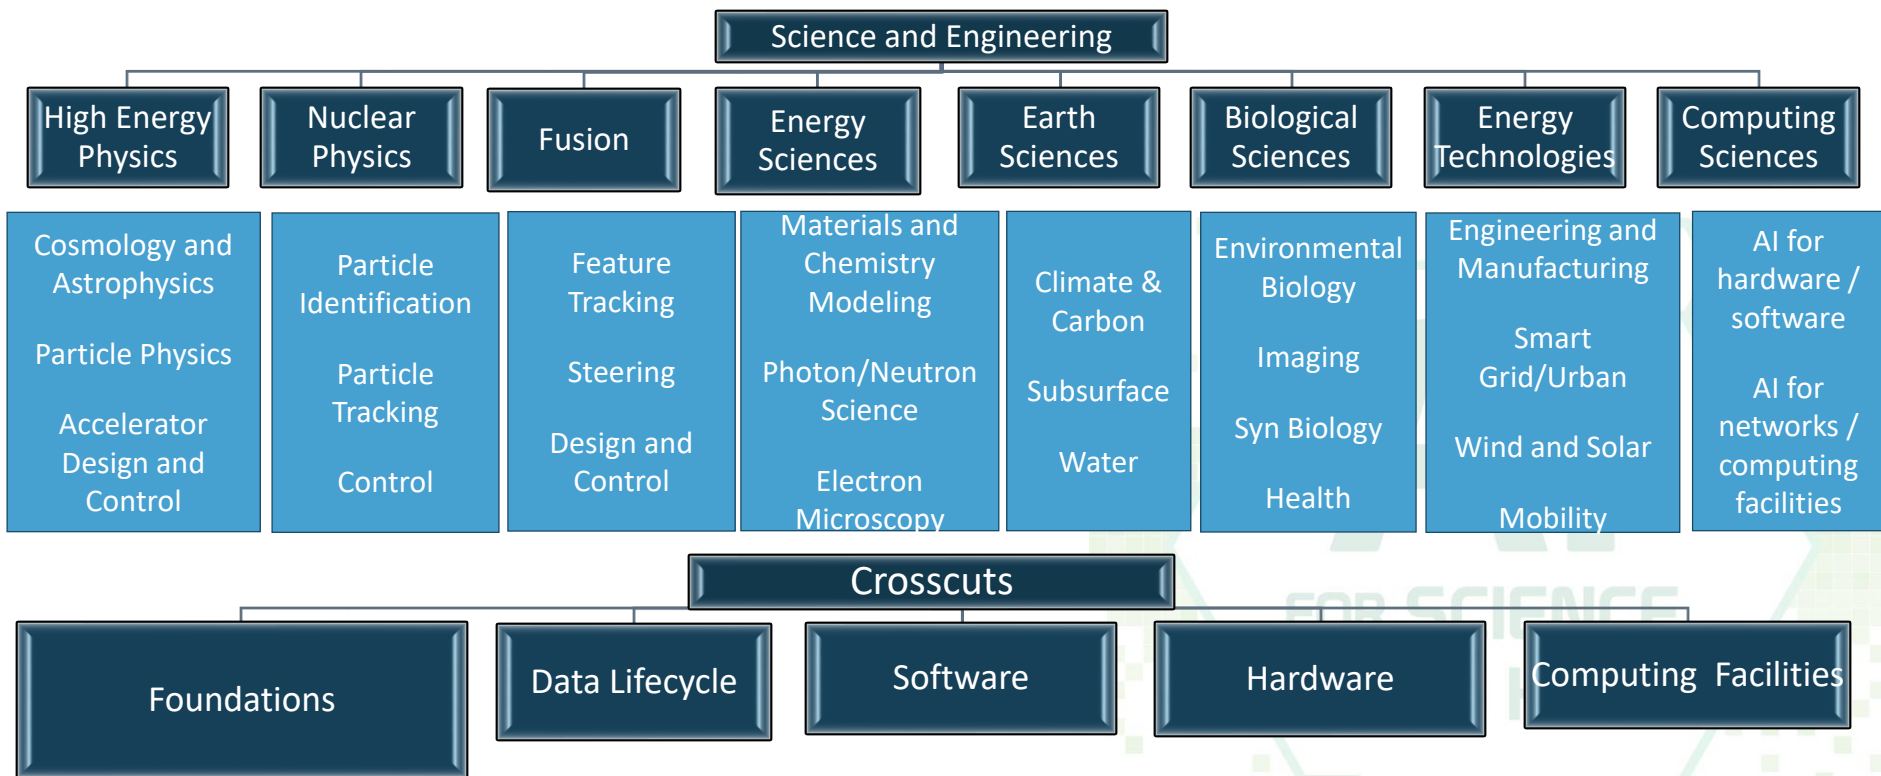 Science and Engineering
High Energy
Physics
Nuclear
Physics
Fusion
Energy
Sciences
Earth
Sciences
Biological
Sciences
Energy
Technologies
Computing
Sciences
Cosmology and
Astrophysics
Particle Physics
Accelerator
Design and
Control
Particle
Identification
Particle
Tracking
Control
Feature
Tracking
Steering
Design and
Control
Materials and
Chemistry
Modeling
Photon/Neutron
Science
Electron
Microscopy
Climate &
Carbon
Subsurface
Water
Environmental
Biology
Imaging
Syn Biology
Health
Engineering and
Manufacturing
Smart
Grid/Urban
Wind and Solar
Mobility
AI for
hardware /
software
AI for
networks /
computing
facilities
Crosscuts
FOR SCIENCE
Foundations
Data Lifecycle
Software
Hardware
Computing Facilities